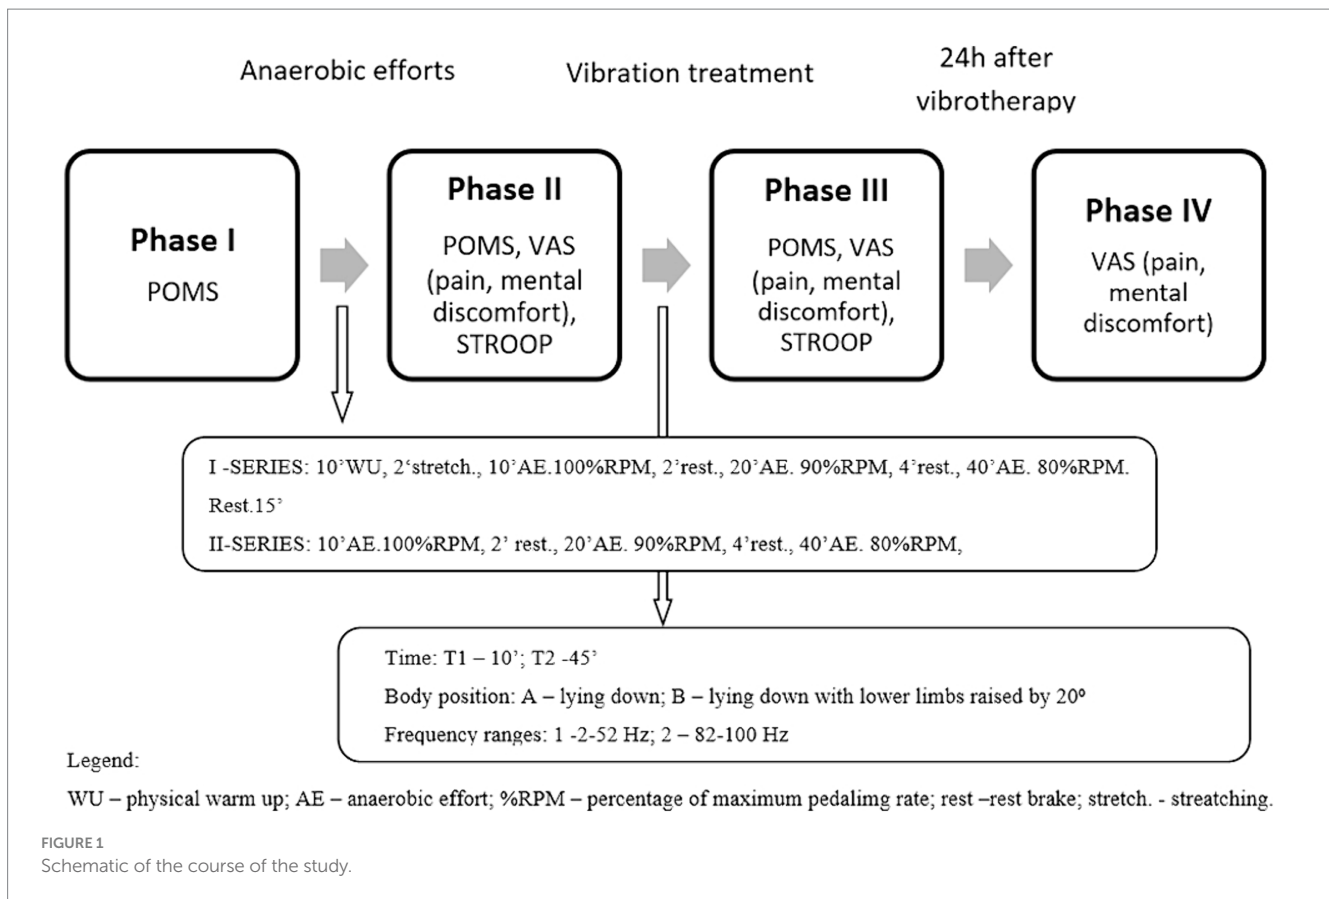 Anaerobic efforts
Vibration treatment
24h after
vibrotherapy
Phase I
POMS
Phase II
POMS, VAS
(pain, mental
discomfort),
STROOP
Phase III
POMS, VAS
(pain, mental
discomfort),
STROOP
Phase IV
VAS (pain,
mental
discomfort)
I -SERIES: 10’WU, 2‘stretch., 10’AE.100%RPM, 2’rest., 20’AE. 90%RPM, 4’rest., 40’AE. 80%RPM.
Rest.15’
II-SERIES: 10’AE.100%RPM, 2’ rest., 20’AE. 90%RPM, 4’rest., 40’AE. 80%RPM,
Time: T1 – 10’; T2 -45’
Body position: A – lying down; B – lying down with lower limbs raised by 20º
Frequency ranges: 1 -2-52 Hz; 2 – 82-100 Hz
Legend:
WU – physical warm up; AE – anaerobic effort; %RPM – percentage of maximum pedalimg rate; rest –rest brake; stretch. - streatching.
FIGURE 1
Schematic of the course of the study.